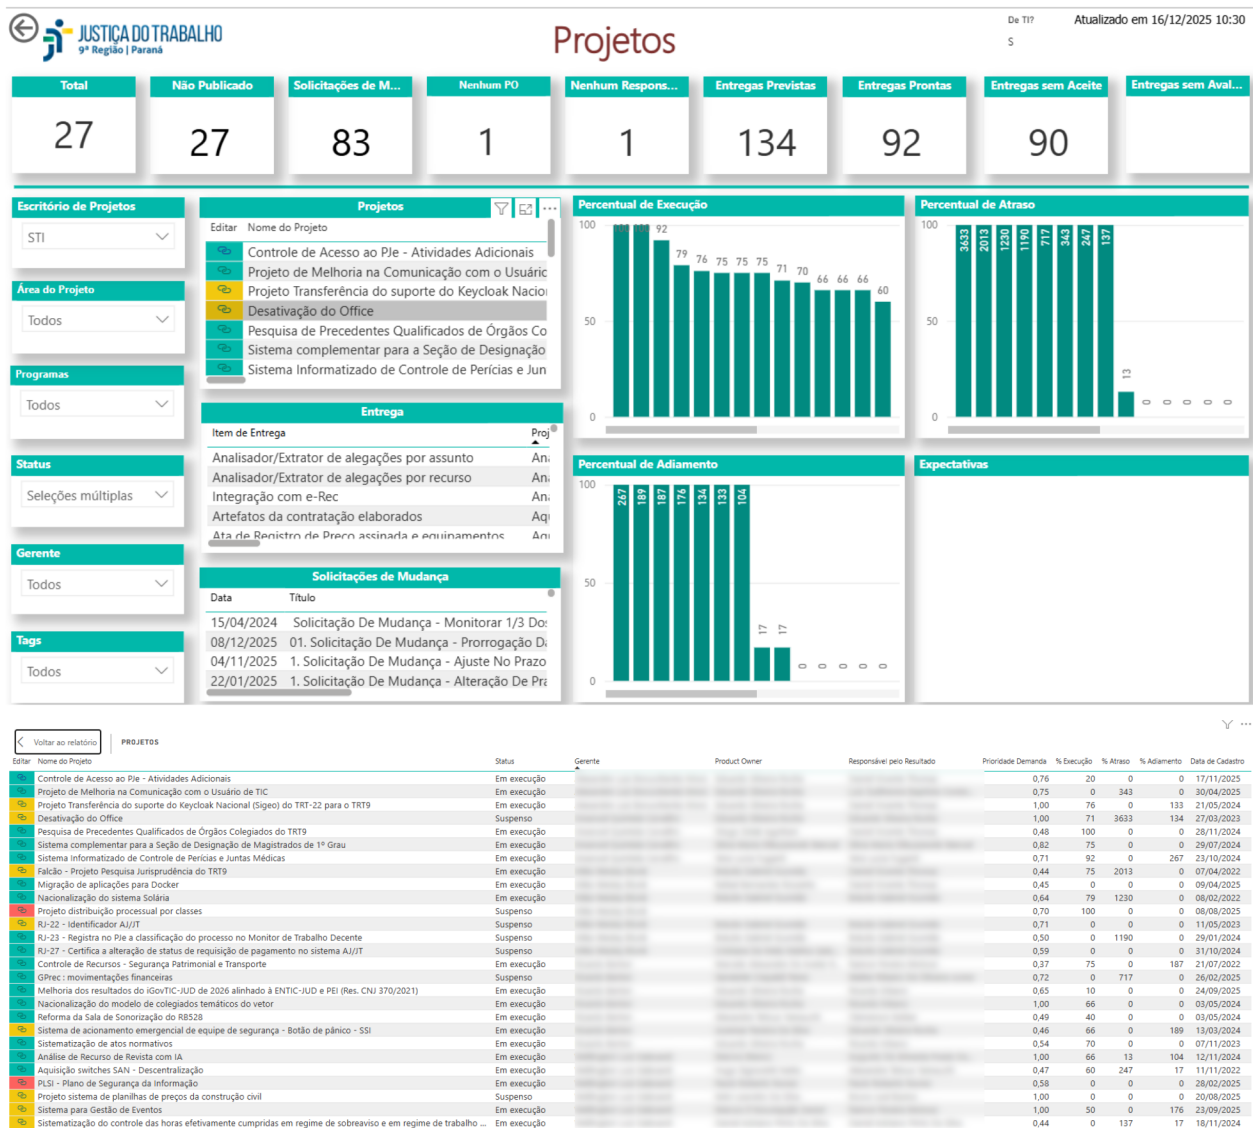 JUSTIÇA DO TRABALHO
9ª Região | Paraná
Projetos
De TI?
S
Atualizado em 16/12/2025 10:30
Total
27
Não Publicado
27
Solicitações de M...
83
Nenhum PO
1
Nenhum Respons...
1
Entregas Previstas
134
Entregas Prontas
92
Entregas sem Aceite
90
Entregas sem Aval...
Escritório de Projetos
STI
Área do Projeto
Todos
Programas
Todos
Status
Seleções múltiplas
Gerente
Todos
Tags
Todos
Projetos
Editar Nome do Projeto
Controle de Acesso ao PJe - Atividades Adicionais
Projeto de Melhoria na Comunicação com o Usuáric
Projeto Transferência do suporte do Keycloak Nacior
Desativação do Office
Pesquisa de Precedentes Qualificados de Órgãos Co
Sistema complementar para a Seção de Designação
Sistema Informatizado de Controle de Perícias e Jun
Entrega
Item de Entrega Proj
Analisador/Extrator de alegações por assunto Ana
Analisador/Extrator de alegações por recurso Ana
Integração com e-Rec Ana
Artefatos da contratação elaborados Aqu
Ata de Registro de Preço assinada e equipamentos Aqu
Solicitações de Mudança
Data Título
15/04/2024 Solicitação De Mudança - Monitorar 1/3 Dos
08/12/2025 01. Solicitação De Mudança - Prorrogação Da
04/11/2025 1. Solicitação De Mudança - Ajuste No Prazo
22/01/2025 1. Solicitação De Mudança - Alteração De Pra
Percentual de Execução
100
50
0
100 100 92 79 76 75 75 75 71 70 66 66 66 60
Percentual de Atraso
100
50
0
3633 2013 1230 1190 717 343 247 137 13 0 0 0 0 0
Percentual de Adiamento
100
50
0
267 189 187 176 134 133 104 17 17 0 0 0 0 0
Expectativas
Voltar ao relatório PROJETOS
Editar Nome do Projeto Status Gerente Product Owner Responsável pelo Resultado Prioridade Demanda % Execução % Atraso % Adiamento Data de Cadastro
Controle de Acesso ao PJe - Atividades Adicionais Em execução 0,76 20 0 0 17/11/2025
Projeto de Melhoria na Comunicação com o Usuário de TIC Em execução 0,75 0 343 0 30/04/2025
Projeto Transferência do suporte do Keycloak Nacional (Sigeo) do TRT-22 para o TRT9 Em execução 1,00 76 0 133 21/05/2024
Desativação do Office Suspenso 1,00 71 3633 134 27/03/2023
Pesquisa de Precedentes Qualificados de Órgãos Colegiados do TRT9 Em execução 0,48 100 0 0 28/11/2024
Sistema complementar para a Seção de Designação de Magistrados de 1º Grau Em execução 0,82 75 0 0 29/07/2024
Sistema Informatizado de Controle de Perícias e Juntas Médicas Em execução 0,71 92 0 267 23/10/2024
Falcão - Projeto Pesquisa Jurisprudência do TRT9 Em execução 0,44 75 2013 0 07/04/2022
Migração de aplicações para Docker Em execução 0,45 0 0 0 09/04/2025
Nacionalização do sistema Solária Em execução 0,64 79 1230 0 08/02/2022
Projeto distribuição processual por classes Suspenso 0,70 100 0 0 08/08/2025
RJ-22 - Identificador AJ/JT Suspenso 0,71 0 0 0 11/05/2023
RJ-23 - Registra no PJe a classificação do processo no Monitor de Trabalho Decente Suspenso 0,50 0 1190 0 29/01/2024
RJ-27 - Certifica a alteração de status de requisição de pagamento no sistema AJ/JT Suspenso 0,59 0 0 0 31/10/2024
Controle de Recursos - Segurança Patrimonial e Transporte Em execução 0,37 75 0 187 21/07/2022
GPrec : movimentações financeiras Suspenso 0,72 0 717 0 26/02/2025
Melhoria dos resultados do iGovTIC-JUD de 2026 alinhado à ENTIC-JUD e PEI (Res. CNJ 370/2021) Em execução 0,65 10 0 0 24/09/2025
Nacionalização do modelo de colegiados temáticos do vetor Em execução 1,00 66 0 0 03/05/2024
Reforma da Sala de Sonorização do RB528 Em execução 0,49 40 0 0 03/05/2024
Sistema de acionamento emergencial de equipe de segurança - Botão de pânico - SSI Em execução 0,46 66 0 189 13/03/2024
Sistematização de atos normativos Em execução 0,54 70 0 0 07/11/2023
Análise de Recurso de Revista com IA Em execução 1,00 66 13 104 12/11/2024
Aquisição switches SAN - Descentralização Em execução 0,47 60 247 17 11/11/2022
PLSI - Plano de Segurança da Informação Em execução 0,58 0 0 0 28/02/2025
Projeto sistema de planilhas de preços da construção civil Suspenso 1,00 0 0 0 20/08/2025
Sistema para Gestão de Eventos Em execução 1,00 50 0 176 23/09/2025
Sistematização do controle das horas efetivamente cumpridas em regime de sobreaviso e em regime de trabalho ... Em execução 0,44 0 137 17 18/11/2024